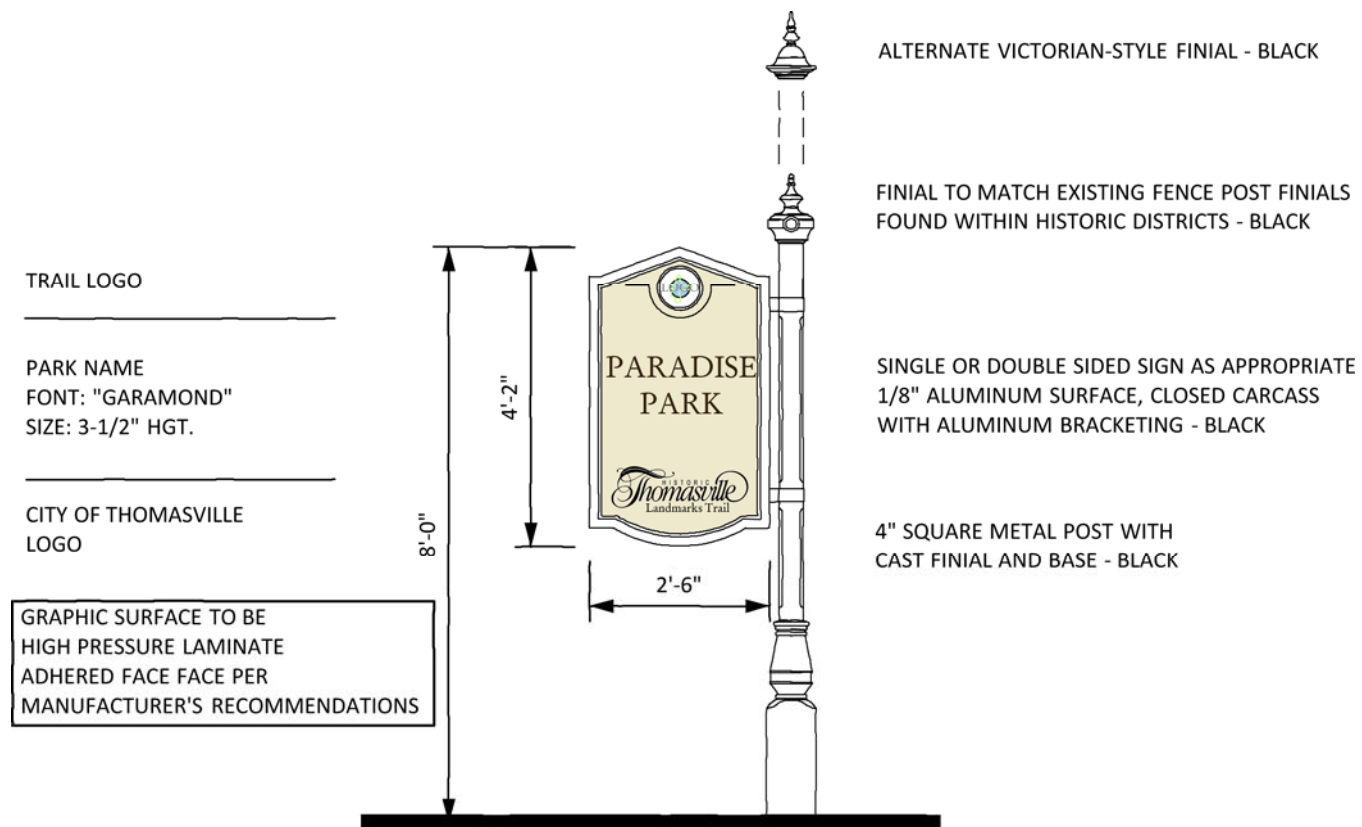 ALTERNATE VICTORIAN-STYLE FINIAL - BLACK
FINIAL TO MATCH EXISTING FENCE POST FINIALS
FOUND WITHIN HISTORIC DISTRICTS - BLACK
TRAIL LOGO
PARK NAME
FONT: "GARAMOND"
SIZE: 3-1/2" HGT.
CITY OF THOMASVILLE
LOGO
GRAPHIC SURFACE TO BE
HIGH PRESSURE LAMINATE
ADHERED FACE FACE PER
MANUFACTURER'S RECOMMENDATIONS
8'-0"
4'-2"
2'-6"
LOGO
PARADISE
PARK
HISTORIC
Thomasville
Landmarks Trail
SINGLE OR DOUBLE SIDED SIGN AS APPROPRIATE
1/8" ALUMINUM SURFACE, CLOSED CARCASS
WITH ALUMINUM BRACKETING - BLACK
4" SQUARE METAL POST WITH
CAST FINIAL AND BASE - BLACK